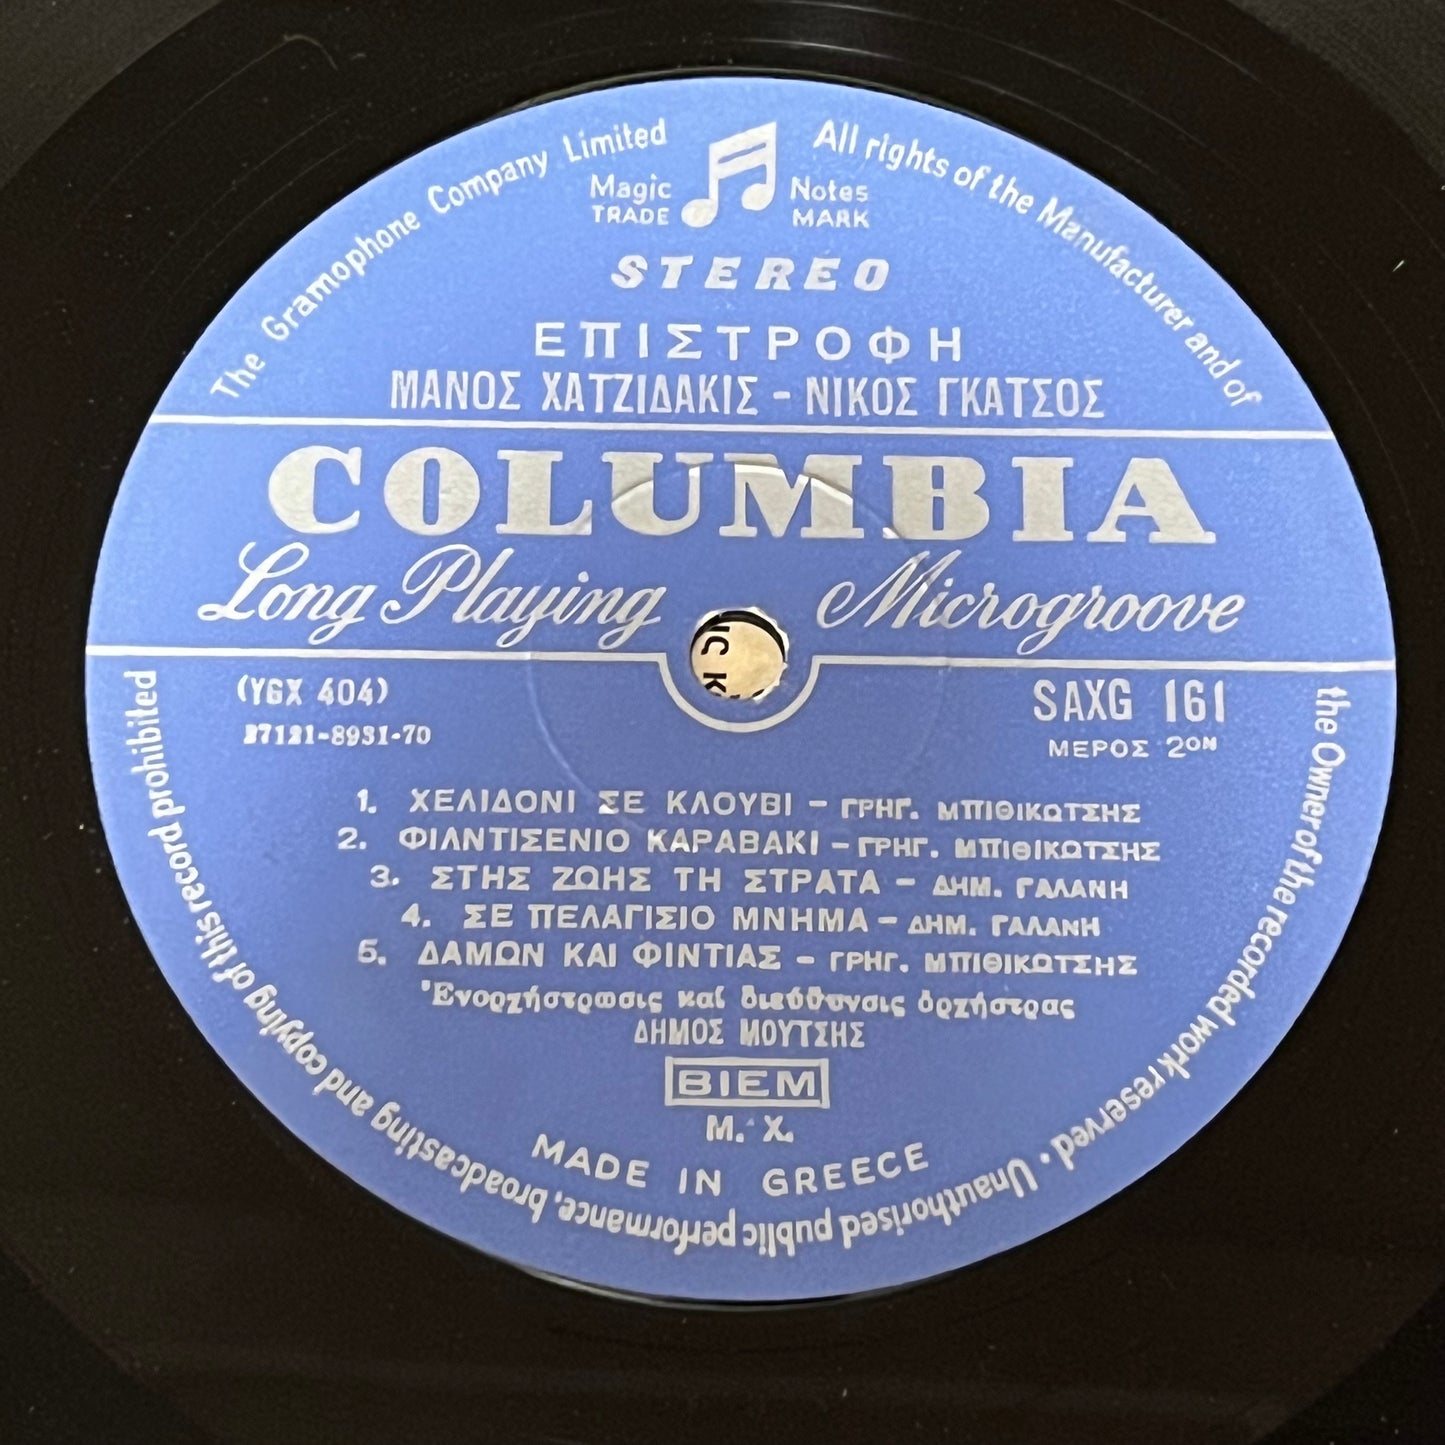 The Gramophone Company Limited
All rights of the Manufacturer and of
the Owner of the recorded work reserved. Unauthorised public performance, broadcasting and copying of this record prohibited
Magic Notes
TRADE MARK
STEREO
ΕΠΙΣΤΡΟΦΗ
ΜΑΝΟΣ ΧΑΤΖΙΔΑΚΙΣ - ΝΙΚΟΣ ΓΚΑΤΣΟΣ
COLUMBIA
Long Playing Microgroove
IC K
(YGX 404)
27121-8931-70
SAXG 161
ΜΕΡΟΣ 2ΟΝ
1. ΧΕΛΙΔΟΝΙ ΣΕ ΚΛΟΥΒΙ - ΓΡΗΓ. ΜΠΙΘΙΚΩΤΣΗΣ
2. ΦΙΛΝΤΙΣΕΝΙΟ ΚΑΡΑΒΑΚΙ - ΓΡΗΓ. ΜΠΙΘΙΚΩΤΣΗΣ
3. ΣΤΗΣ ΖΩΗΣ ΤΗ ΣΤΡΑΤΑ - ΔΗΜ. ΓΑΛΑΝΗ
4. ΣΕ ΠΕΛΑΓΙΣΙΟ ΜΝΗΜΑ - ΔΗΜ. ΓΑΛΑΝΗ
5. ΔΑΜΩΝ ΚΑΙ ΦΙΝΤΙΑΣ - ΓΡΗΓ. ΜΠΙΘΙΚΩΤΣΗΣ
Ἐνορχήστρωσις καί διεύθυνσις ὀρχήστρας
ΔΗΜΟΣ ΜΟΥΤΣΗΣ
BIEM
M. X.
MADE IN GREECE